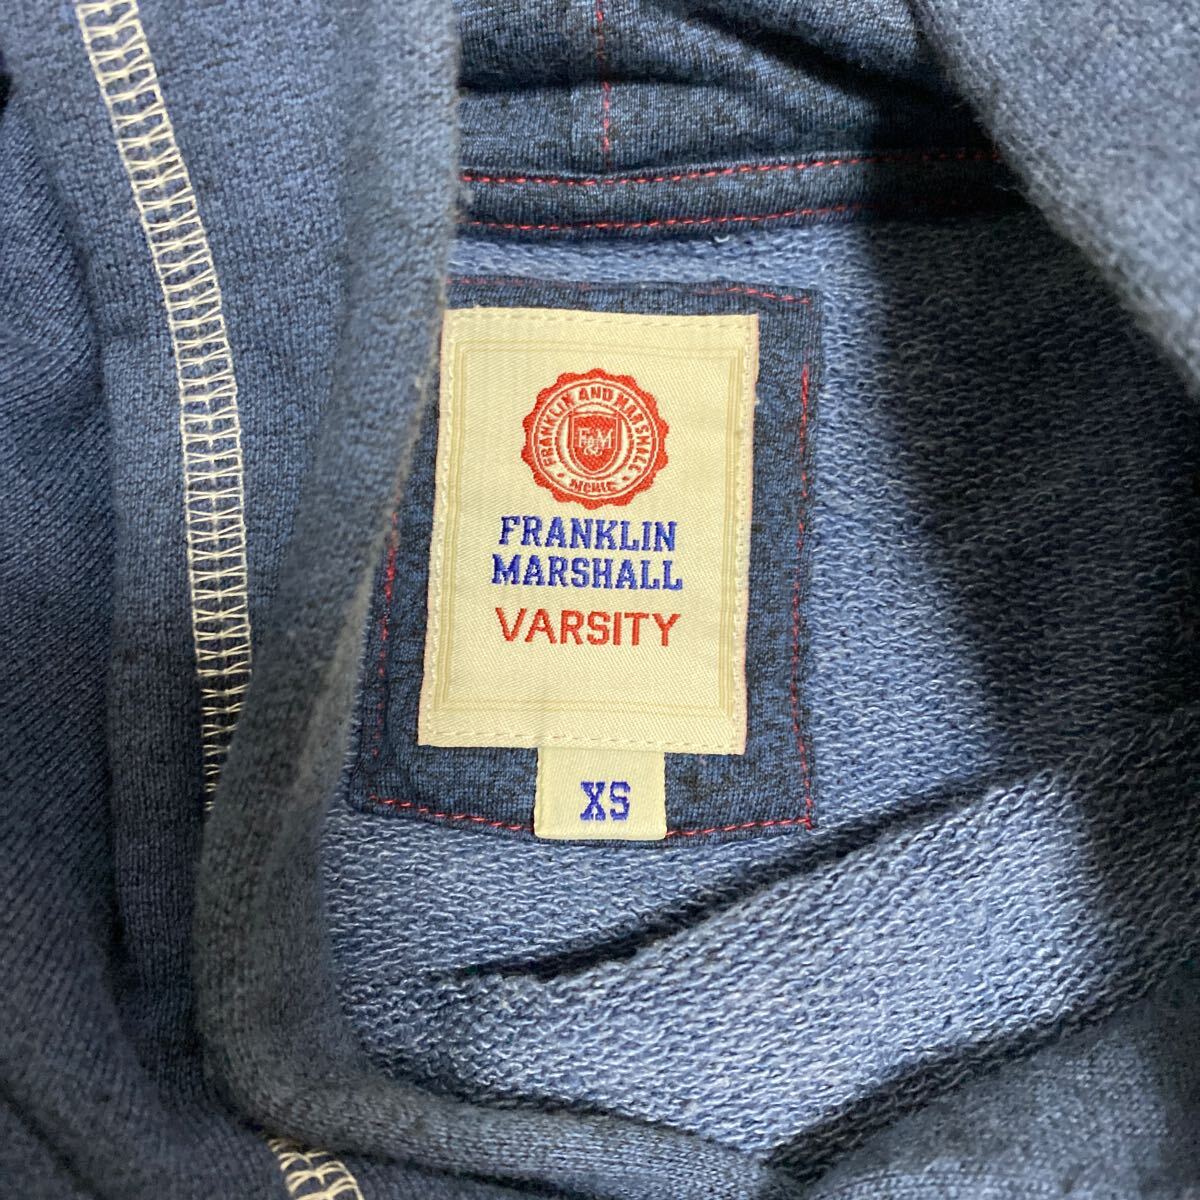 FRANKLIN AND MARSHALL
F&M
FRANKLIN
MARSHALL
VARSITY
XS